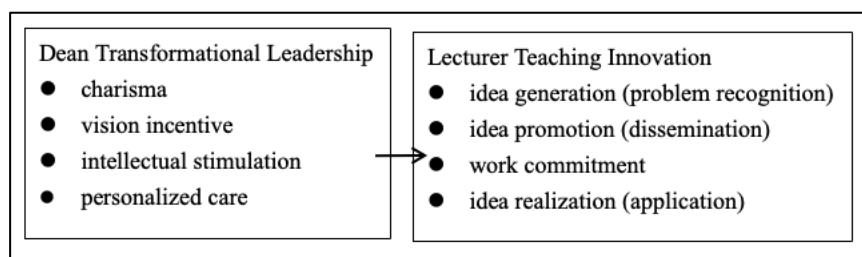 Dean Transformational Leadership
● charisma
● vision incentive
● intellectual stimulation
● personalized care
Lecturer Teaching Innovation
● idea generation (problem recognition)
● idea promotion (dissemination)
● work commitment
● idea realization (application)